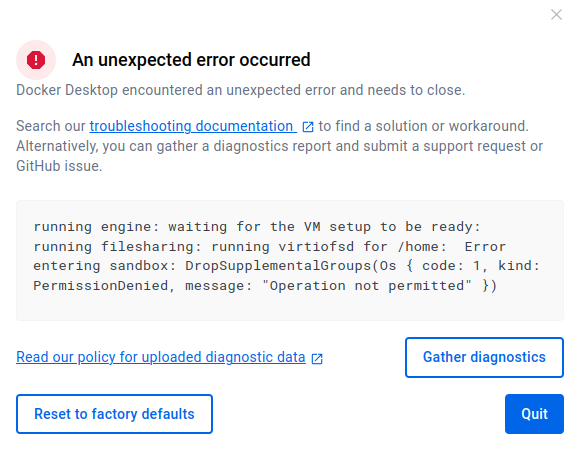 An unexpected error occurred
Docker Desktop encountered an unexpected error and needs to close.
Search our troubleshooting documentation to find a solution or workaround.
Alternatively, you can gather a diagnostics report and submit a support request or
GitHub issue.
running engine: waiting for the VM setup to be ready:
running filesharing: running virtiofsd for /home:  Error
entering sandbox: DropSupplementalGroups(Os { code: 1, kind:
PermissionDenied, message: "Operation not permitted" })
Read our policy for uploaded diagnostic data
Gather diagnostics
Reset to factory defaults
Quit